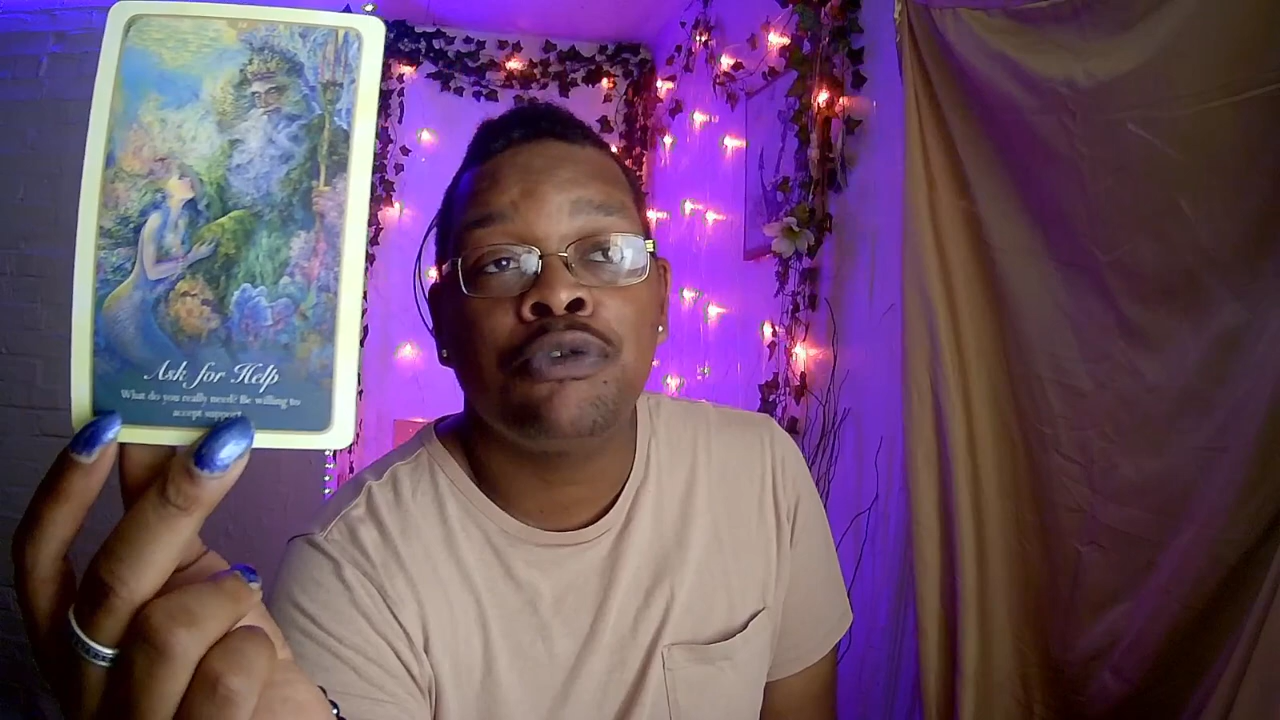 Ask for Help
What do you really need? Be willing to
accept support.